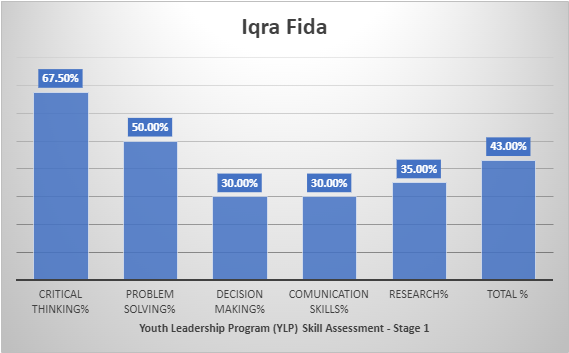 Iqra Fida
67.50%
50.00%
30.00%
30.00%
35.00%
43.00%
CRITICAL
THINKING%
PROBLEM
SOLVING%
DECISION
MAKING%
COMUNICATION
SKILLS%
RESEARCH%
TOTAL %
Youth Leadership Program (YLP) Skill Assessment - Stage 1